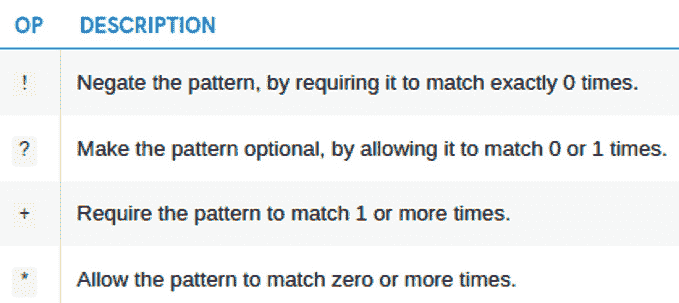 OP DESCRIPTION
! Negate the pattern, by requiring it to match exactly 0 times.
? Make the pattern optional, by allowing it to match 0 or 1 times.
+ Require the pattern to match 1 or more times.
* Allow the pattern to match zero or more times.